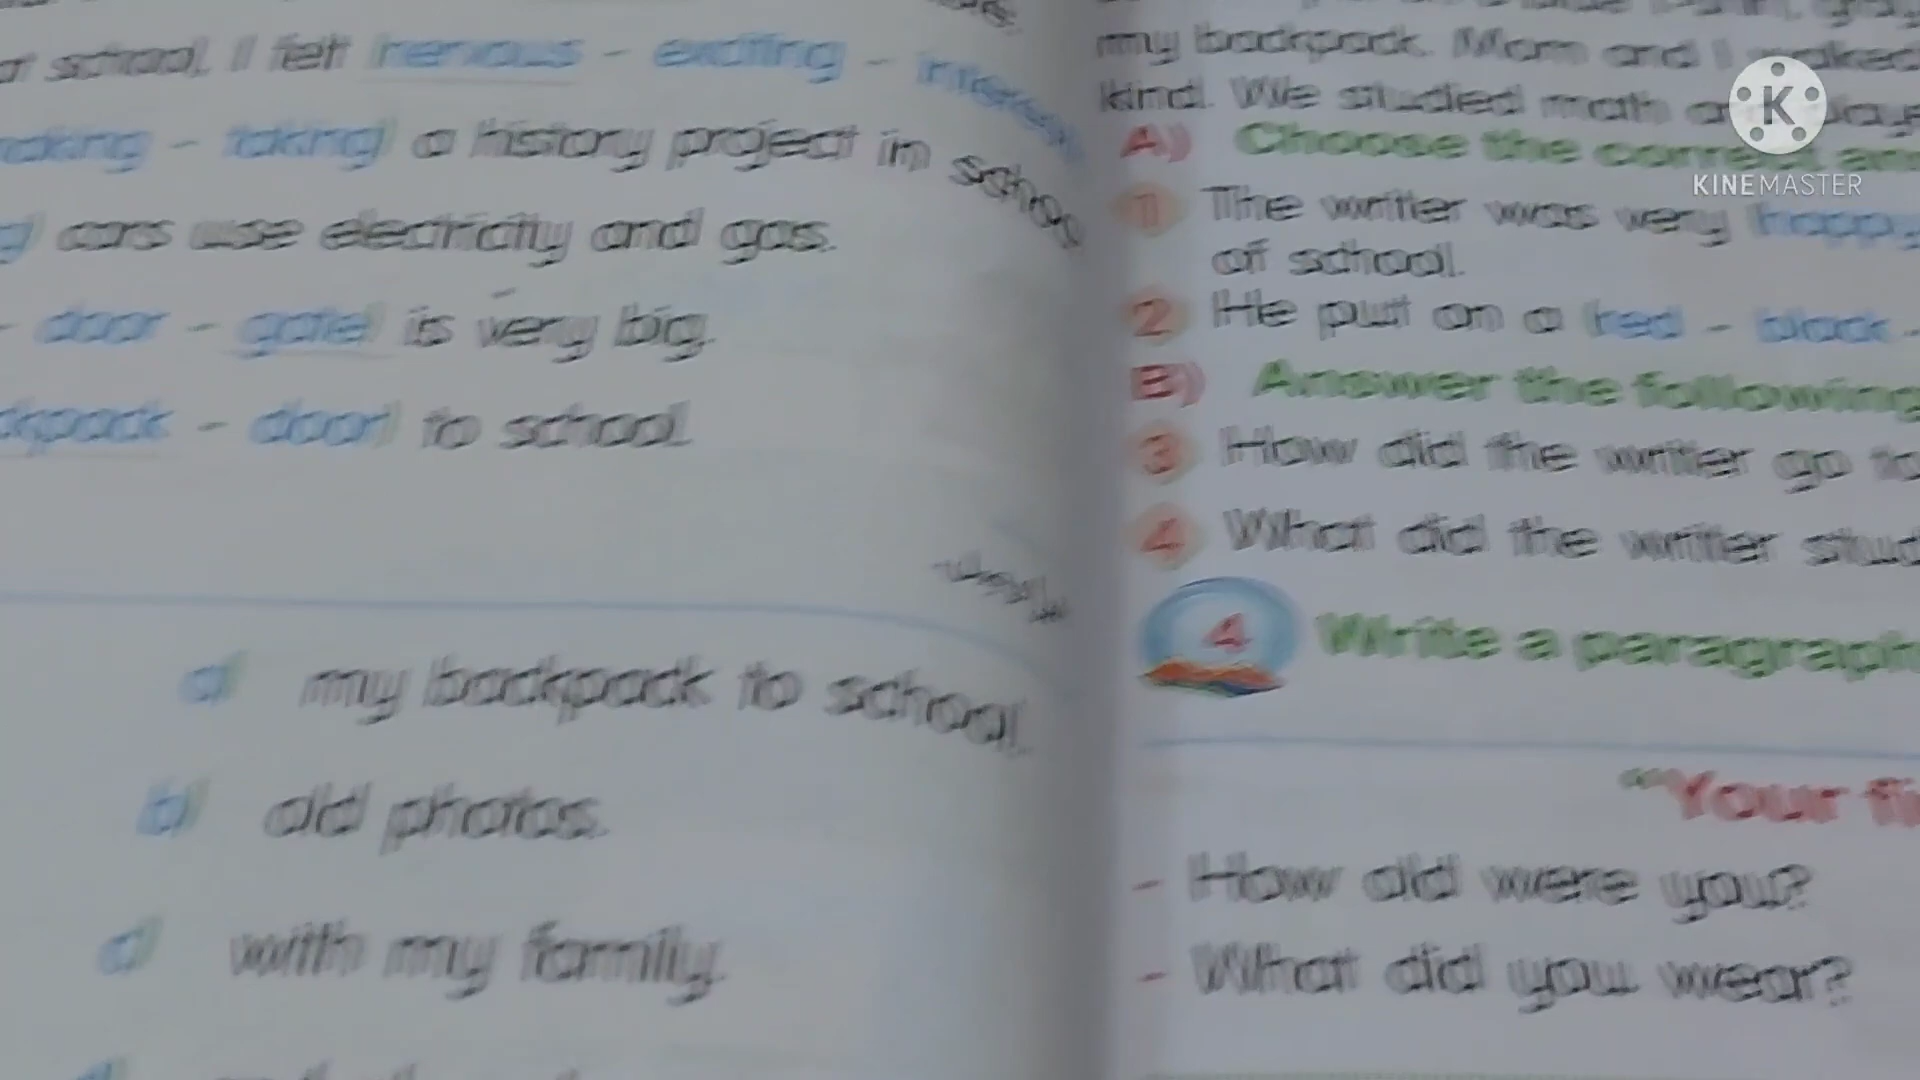 at school, I felt nervous - exciting -
- taking) a history project in
cars use electricity and gas.
- door - gate) is very big.
- door) to school.
a my backpack to school.
b old photos.
with my family.
my backpack. Mom and I walked
kind. We studied math
A) Choose the correct
1 The writer was very happy
of school.
2 He put on a (red - black -
B) Answer the following
3 How did the writer go to
4 What did the writer
4 Write a paragraph
"Your
- How old were you?
- What did you wear?
K
KINEMASTER